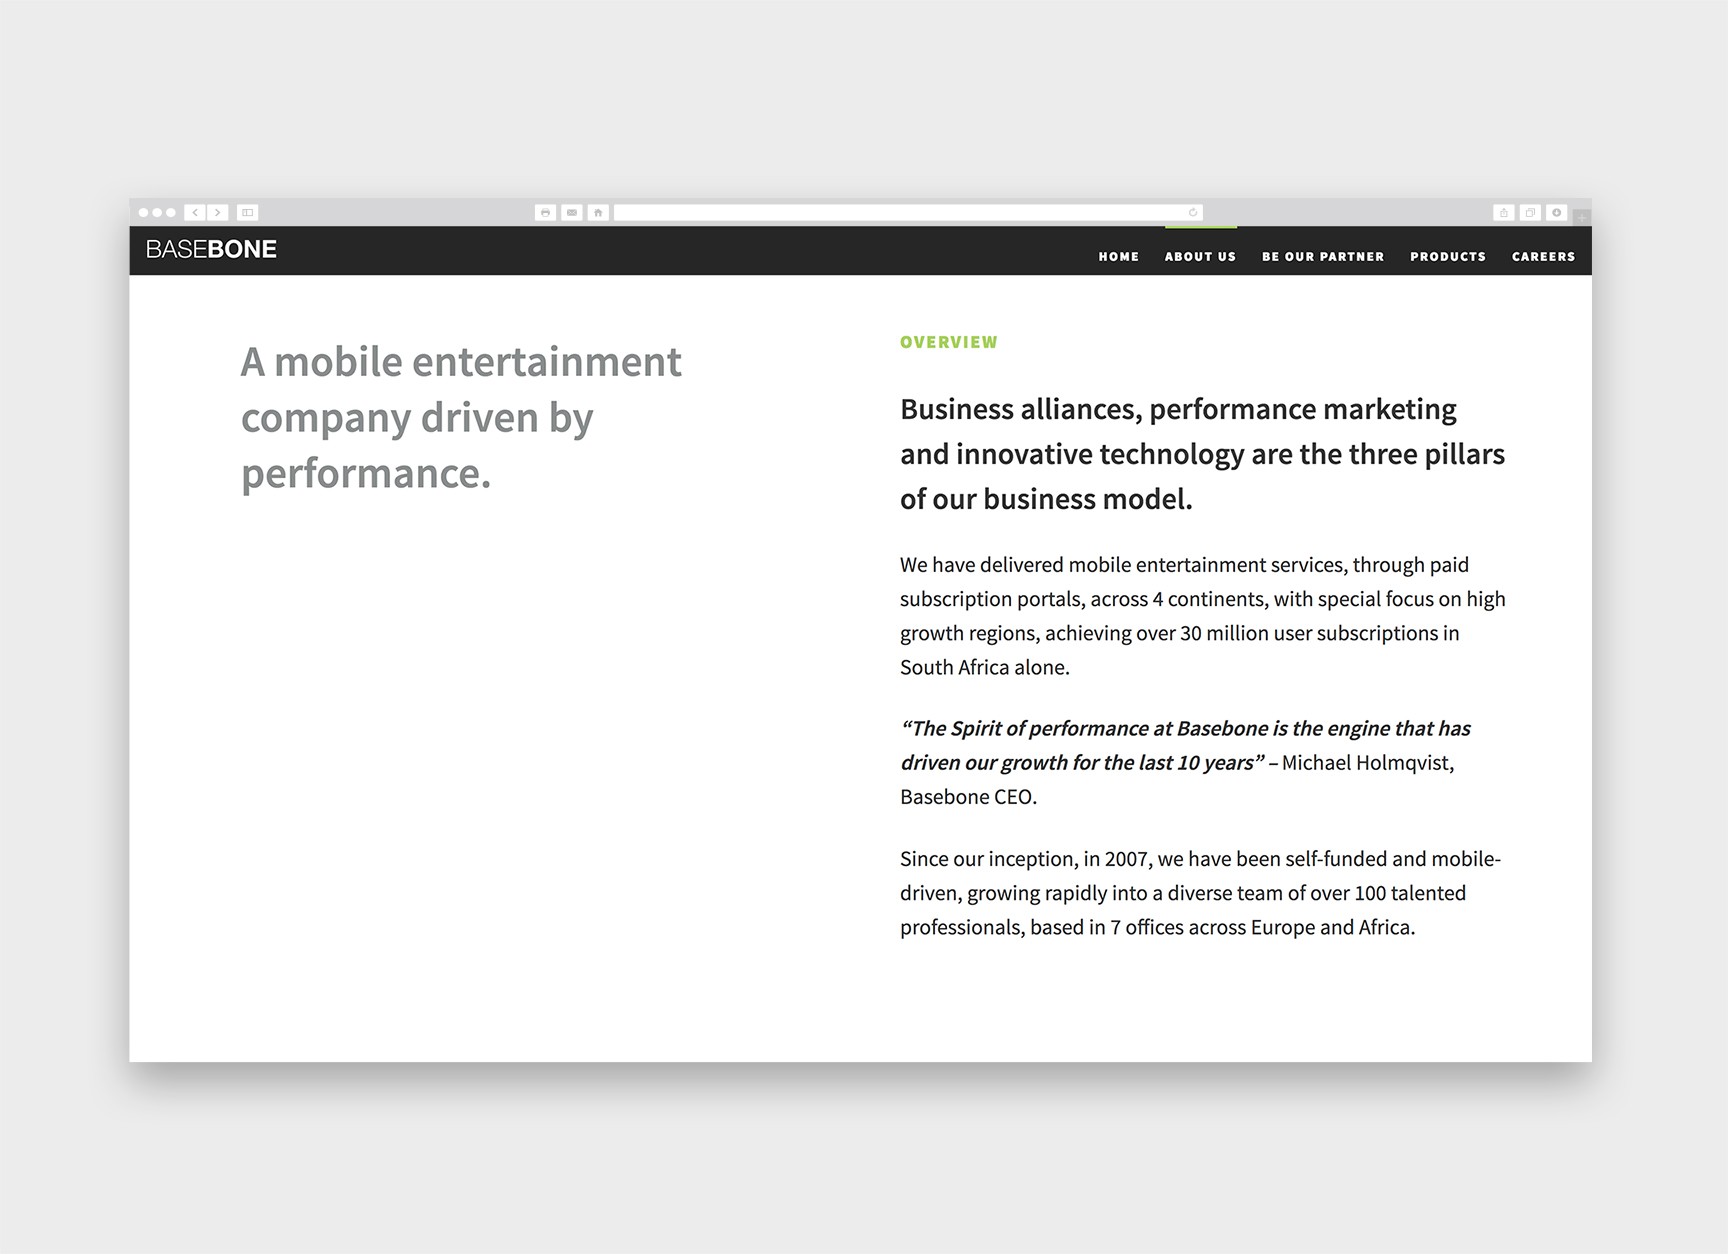 BASEBONE
HOME ABOUT US BE OUR PARTNER PRODUCTS CAREERS
A mobile entertainment
company driven by
performance.
OVERVIEW
Business alliances, performance marketing
and innovative technology are the three pillars
of our business model.
We have delivered mobile entertainment services, through paid
subscription portals, across 4 continents, with special focus on high
growth regions, achieving over 30 million user subscriptions in
South Africa alone.
“The Spirit of performance at Basebone is the engine that has
driven our growth for the last 10 years” – Michael Holmqvist,
Basebone CEO.
Since our inception, in 2007, we have been self-funded and mobile-
driven, growing rapidly into a diverse team of over 100 talented
professionals, based in 7 offices across Europe and Africa.